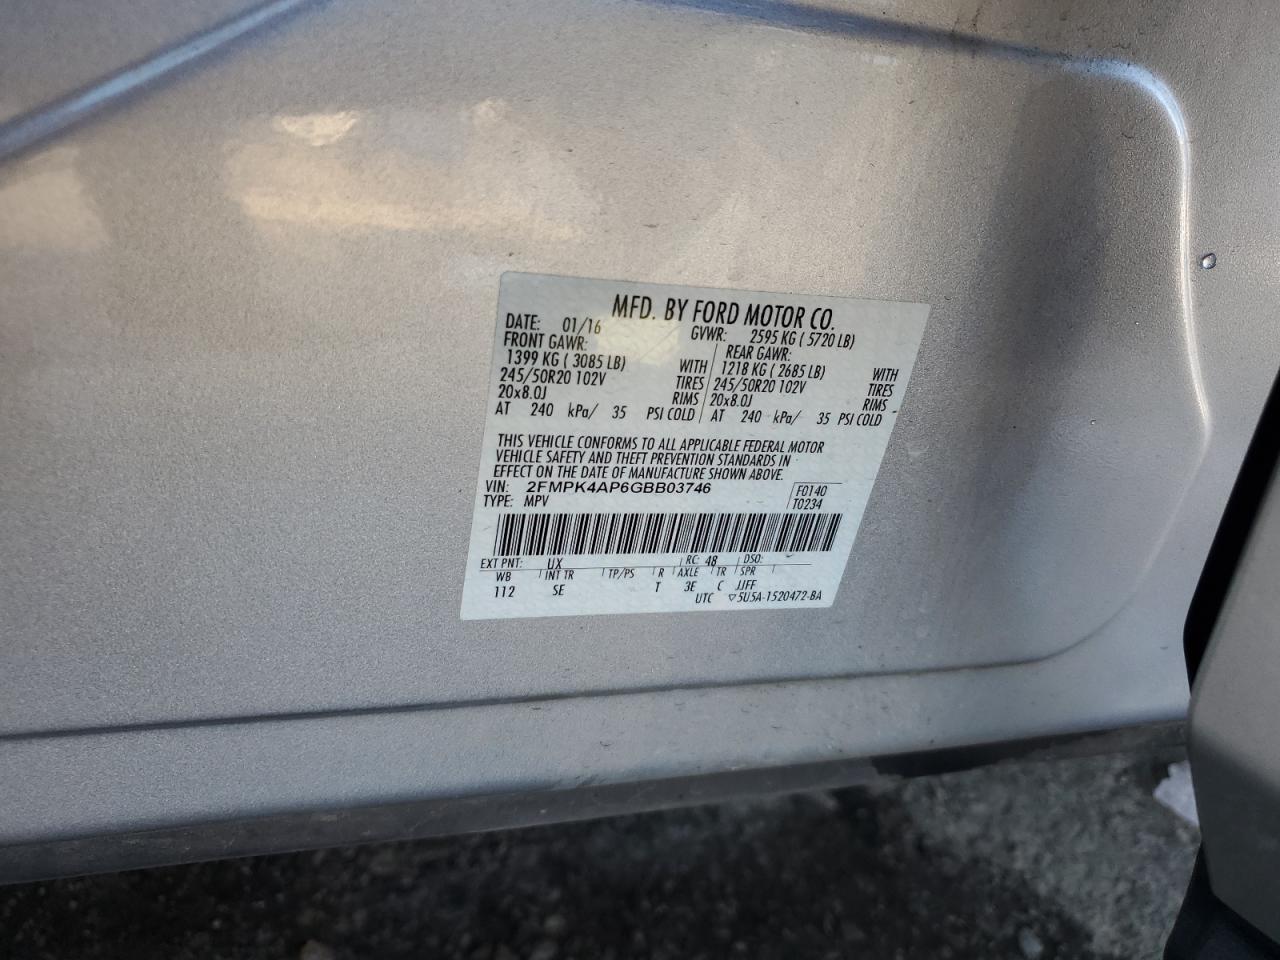 MFD. BY FORD MOTOR CO.
DATE: 01/16 GVWR: 2595 KG ( 5720 LB)
FRONT GAWR: REAR GAWR:
1399 KG ( 3085 LB) WITH 1218 KG ( 2685 LB) WITH
245/50R20 102V TIRES 245/50R20 102V TIRES
20x8.0J RIMS 20x8.0J RIMS
AT 240 kPa/ 35 PSI COLD AT 240 kPa/ 35 PSI COLD
THIS VEHICLE CONFORMS TO ALL APPLICABLE FEDERAL MOTOR
VEHICLE SAFETY AND THEFT PREVENTION STANDARDS IN
EFFECT ON THE DATE OF MANUFACTURE SHOWN ABOVE.
VIN: 2FMPK4AP6GBB03746 F0140
TYPE: MPV T0234
EXT PNT: UX RC: 48 DSO:
WB INT TR TP/PS R AXLE TR SPR
112 SE T 3E C JJFF
UTC ▽5U5A-1520472-BA